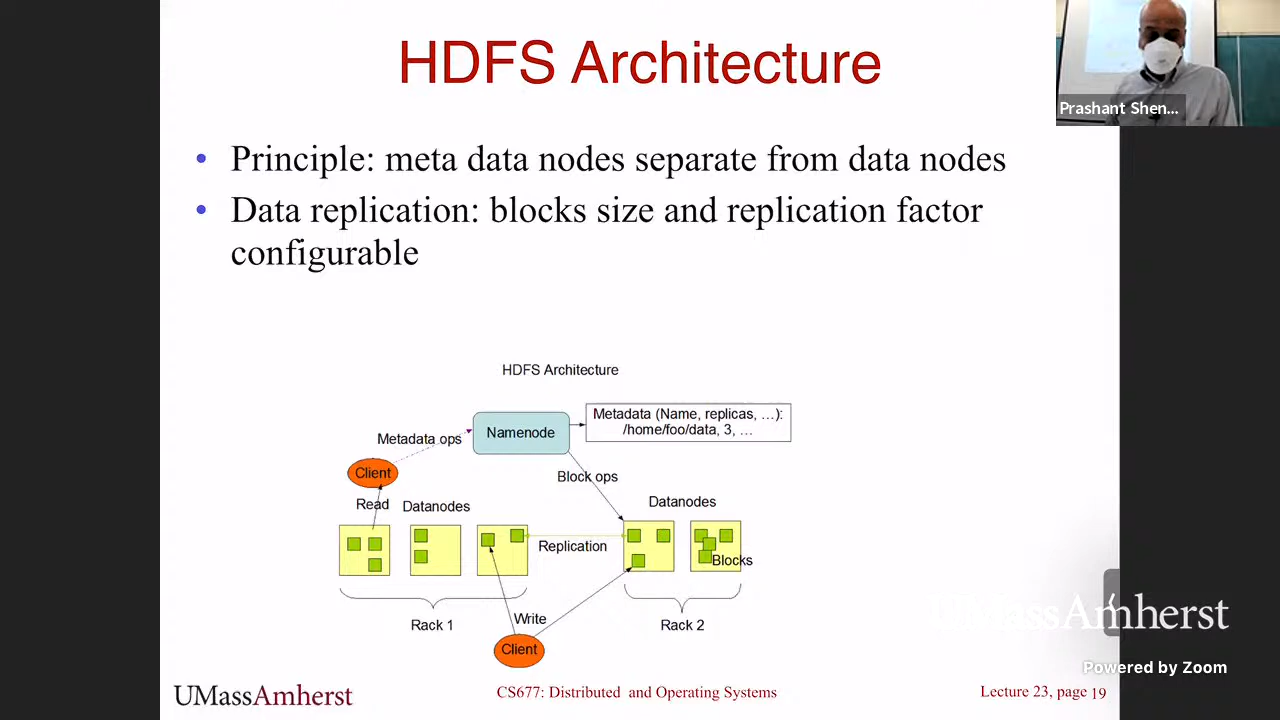 HDFS Architecture
Prashant Shen...
• Principle: meta data nodes separate from data nodes
• Data replication: blocks size and replication factor
configurable
HDFS Architecture
Metadata (Name, replicas, …):
/home/foo/data, 3, …
Namenode
Metadata ops
Client
Block ops
Read
Datanodes
Datanodes
Replication
Blocks
Rack 1
Write
Rack 2
Client
UMassAmherst
Powered by Zoom
UMassAmherst
CS677: Distributed and Operating Systems
Lecture 23, page 19